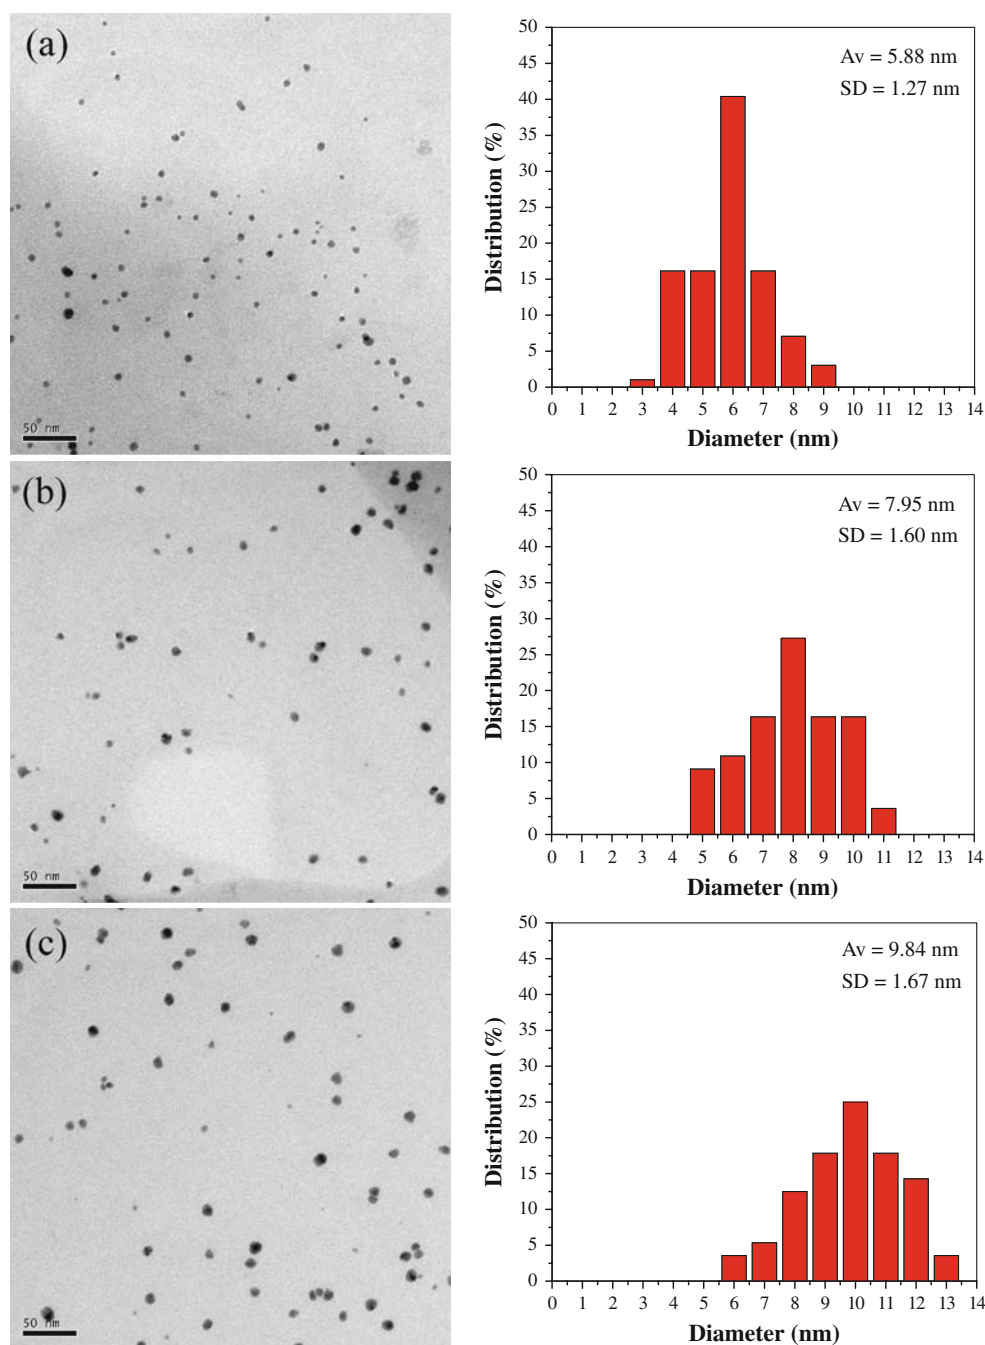 (a)
50 nm
50
45
40
35
30
25
20
15
10
5
0
Distribution (%)
Av = 5.88 nm
SD = 1.27 nm
0 1 2 3 4 5 6 7 8 9 10 11 12 13 14
Diameter (nm)
(b)
50 nm
50
45
40
35
30
25
20
15
10
5
0
Distribution (%)
Av = 7.95 nm
SD = 1.60 nm
0 1 2 3 4 5 6 7 8 9 10 11 12 13 14
Diameter (nm)
(c)
50 nm
50
45
40
35
30
25
20
15
10
5
0
Distribution (%)
Av = 9.84 nm
SD = 1.67 nm
0 1 2 3 4 5 6 7 8 9 10 11 12 13 14
Diameter (nm)